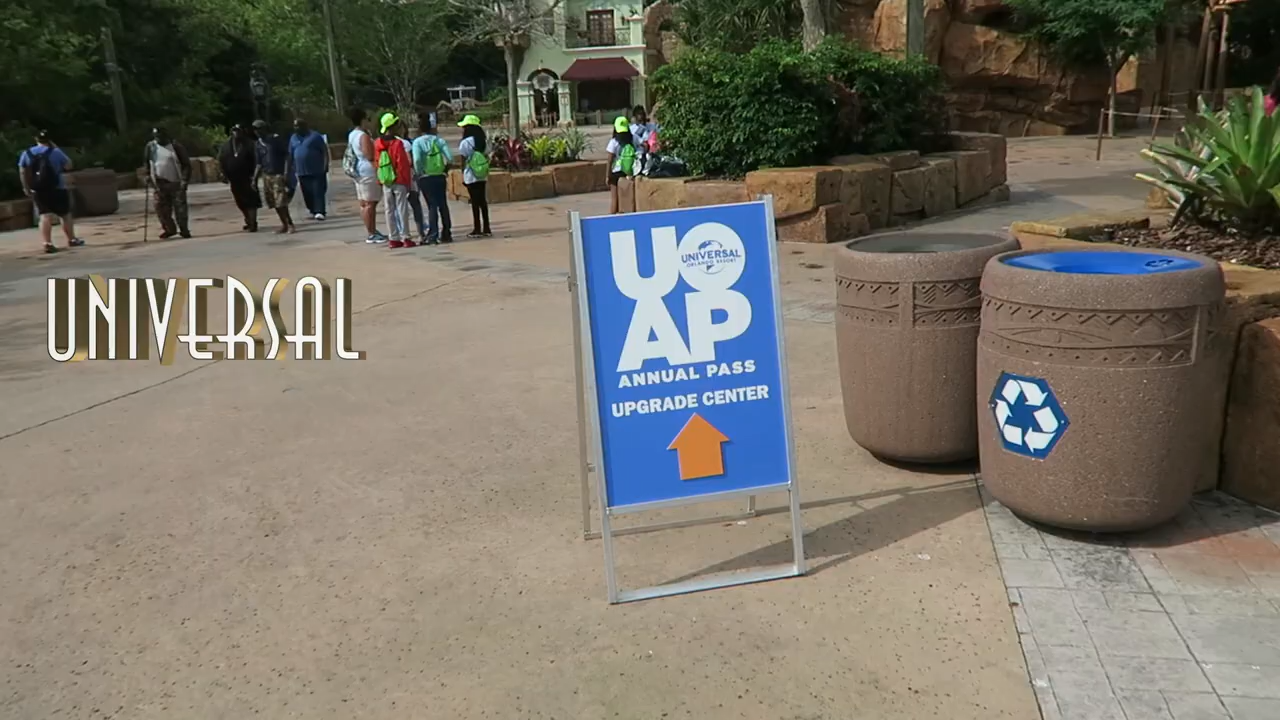 UNIVERSAL
UO
UNIVERSAL
ORLANDO RESORT
AP
ANNUAL PASS
UPGRADE CENTER